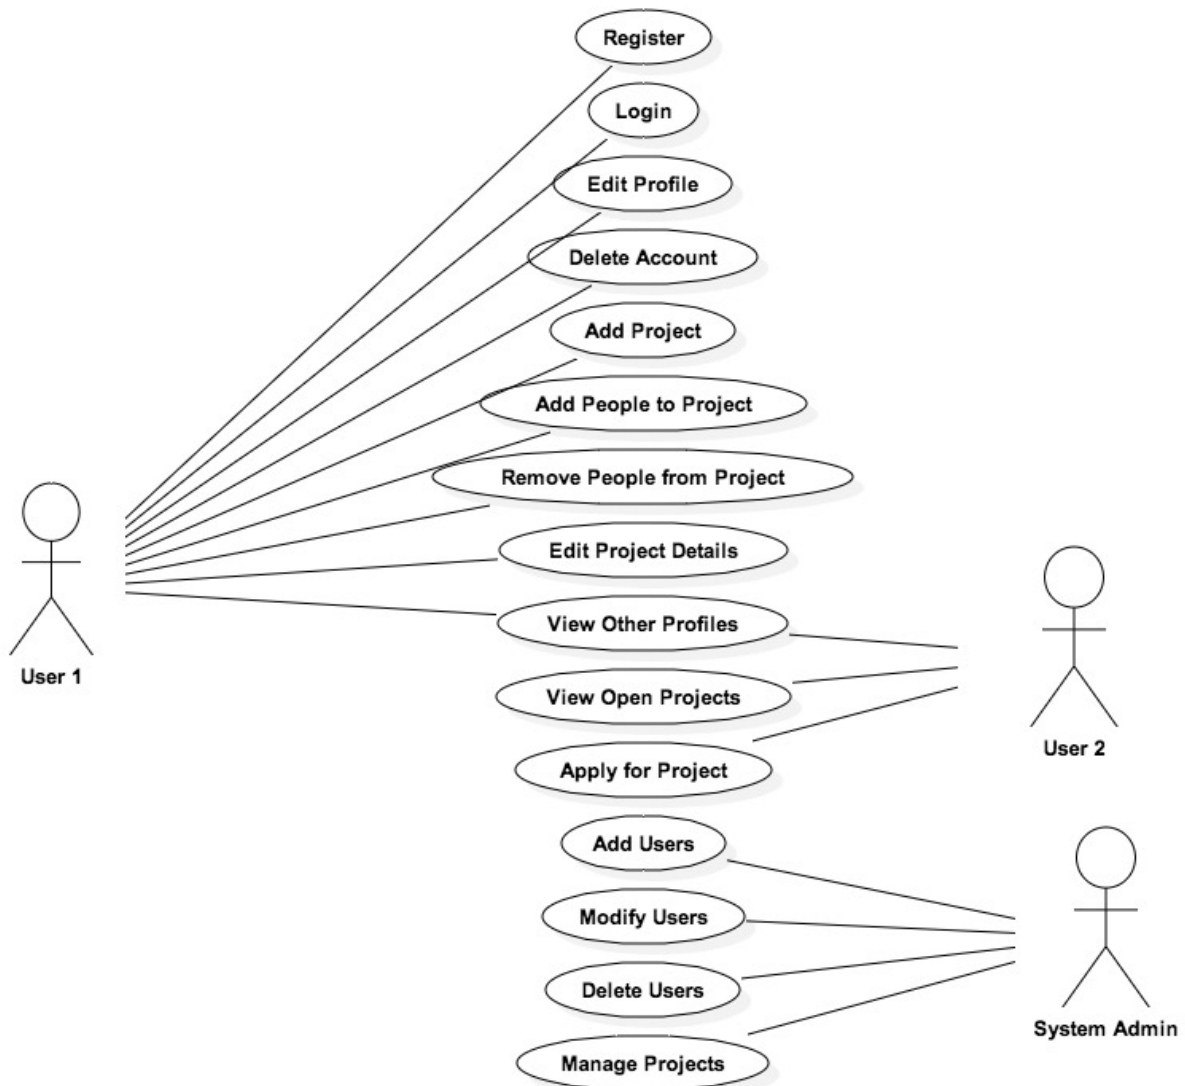 Register
Login
Edit Profile
Delete Account
Add Project
Add People to Project
Remove People from Project
Edit Project Details
View Other Profiles
User 1
View Open Projects
User 2
Apply for Project
Add Users
Modify Users
Delete Users
System Admin
Manage Projects